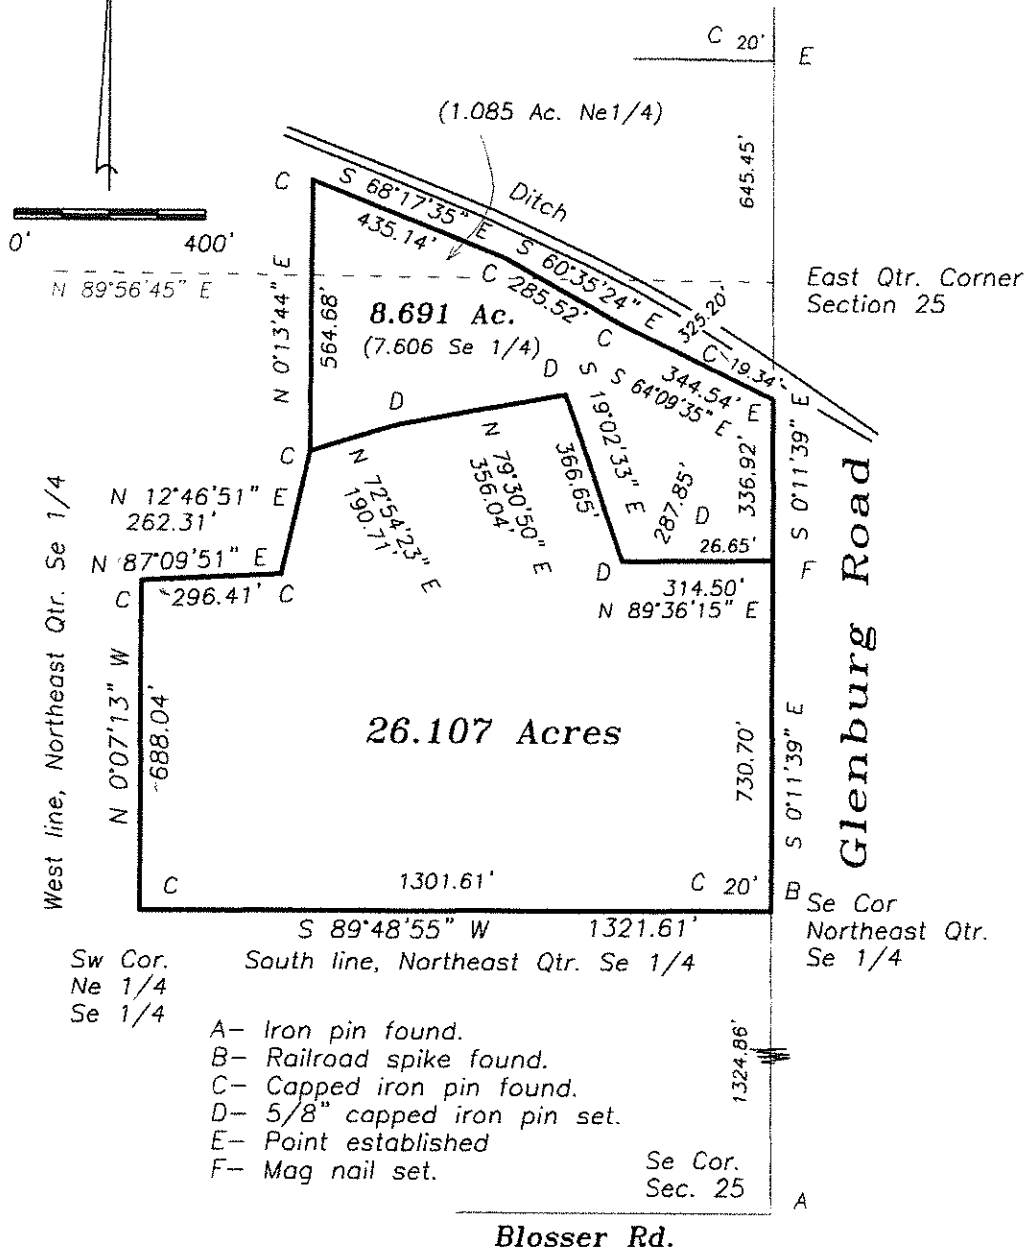 C 20' E
645.45'
(1.085 Ac. Ne1/4)
Ditch
C
S 68°17'35" E
435.14'
0' 400'
N 89°56'45" E
East Qtr. Corner
Section 25
S 60°35'24" E
C 285.52' C
325.20'
C 19.34' E
344.54' E
S 64°09'35" E
N 0°13'44" E
564.68'
8.691 Ac.
(7.606 Se 1/4)
D
D
S 19°02'33" E
366.65'
S 0°11'39" E
336.92'
C
N 72°54'23" E
190.71'
N 79°30'50" E
356.04'
287.85'
D
26.65'
D
314.50'
N 89°36'15" E
F
N 12°46'51" E
262.31'
N 87°09'51" E
C 296.41' C
West line, Northeast Qtr. Se 1/4
N 0°07'13" W
688.04'
26.107 Acres
730.70'
S 0°11'39" E
Glenburg Road
C 1301.61' C 20' B
S 89°48'55" W 1321.61'
Se Cor
Northeast Qtr.
Se 1/4
South line, Northeast Qtr. Se 1/4
Sw Cor.
Ne 1/4
Se 1/4
A- Iron pin found.
B- Railroad spike found.
C- Capped iron pin found.
D- 5/8" capped iron pin set.
E- Point established
F- Mag nail set.
1324.86'
Se Cor.
Sec. 25
A
Blosser Rd.